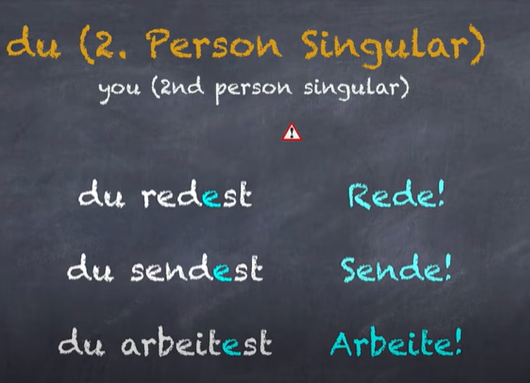 du (2. Person Singular)
you (2nd person singular)
du redest Rede!
du sendest Sende!
du arbeitest Arbeite!